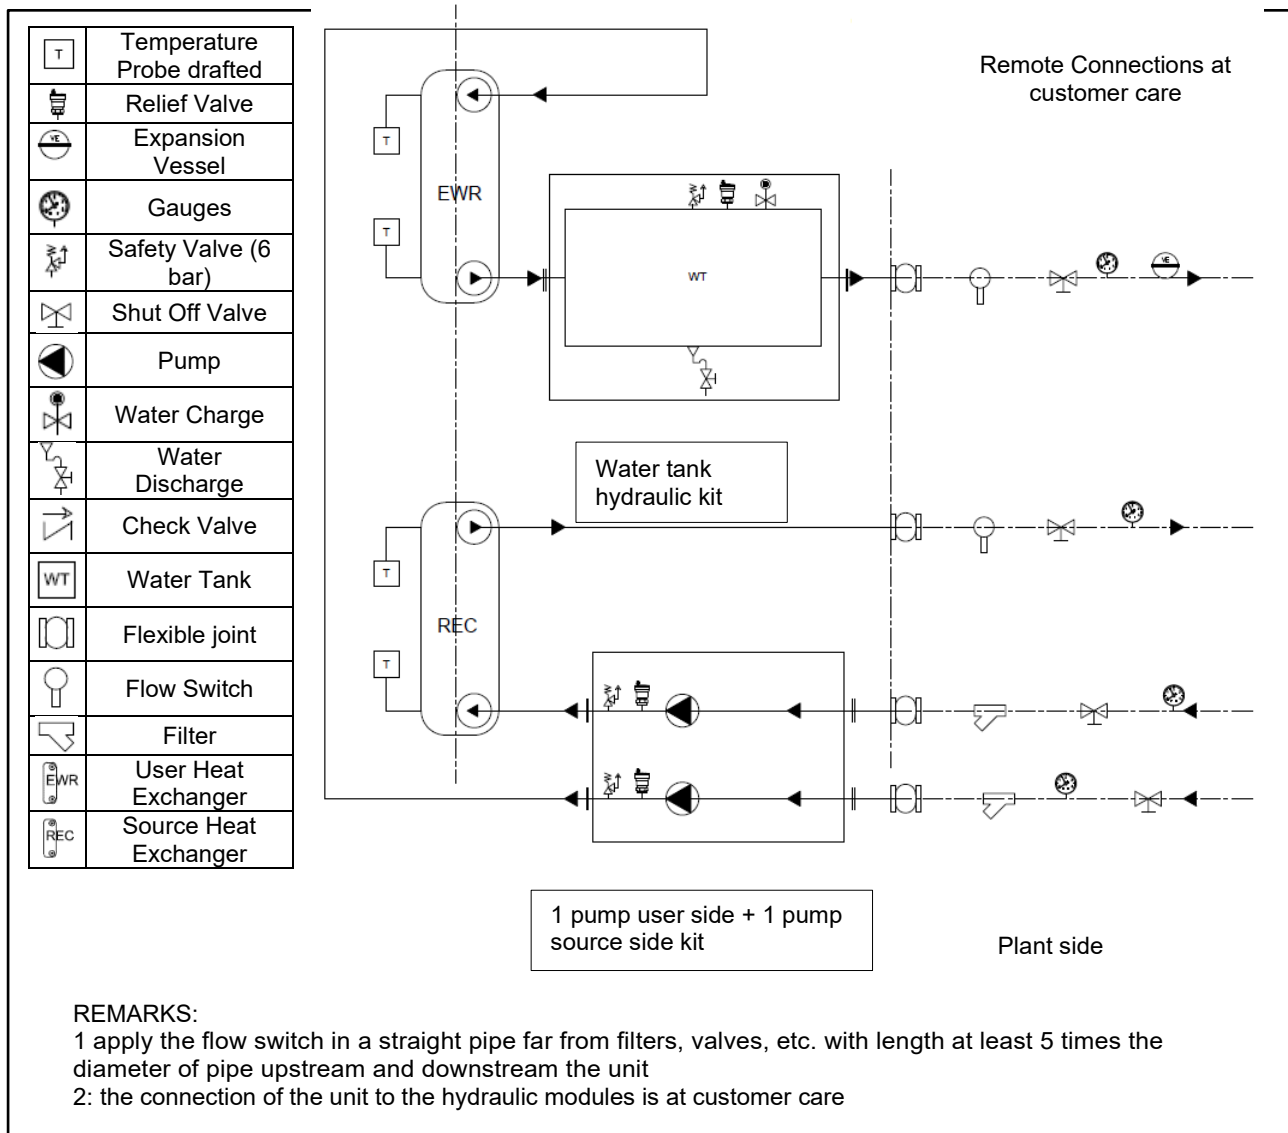 T
Temperature
Probe drafted
Relief Valve
VE
Expansion
Vessel
Gauges
Safety Valve (6
bar)
Shut Off Valve
Pump
Water Charge
Water
Discharge
Check Valve
WT
Water Tank
Flexible joint
Flow Switch
Filter
EWR
User Heat
Exchanger
REC
Source Heat
Exchanger
Remote Connections at
customer care
T
EWR
T
WT
VE
Water tank
hydraulic kit
T
REC
T
1 pump user side + 1 pump
source side kit
Plant side
REMARKS:
1 apply the flow switch in a straight pipe far from filters, valves, etc. with length at least 5 times the
diameter of pipe upstream and downstream the unit
2: the connection of the unit to the hydraulic modules is at customer care